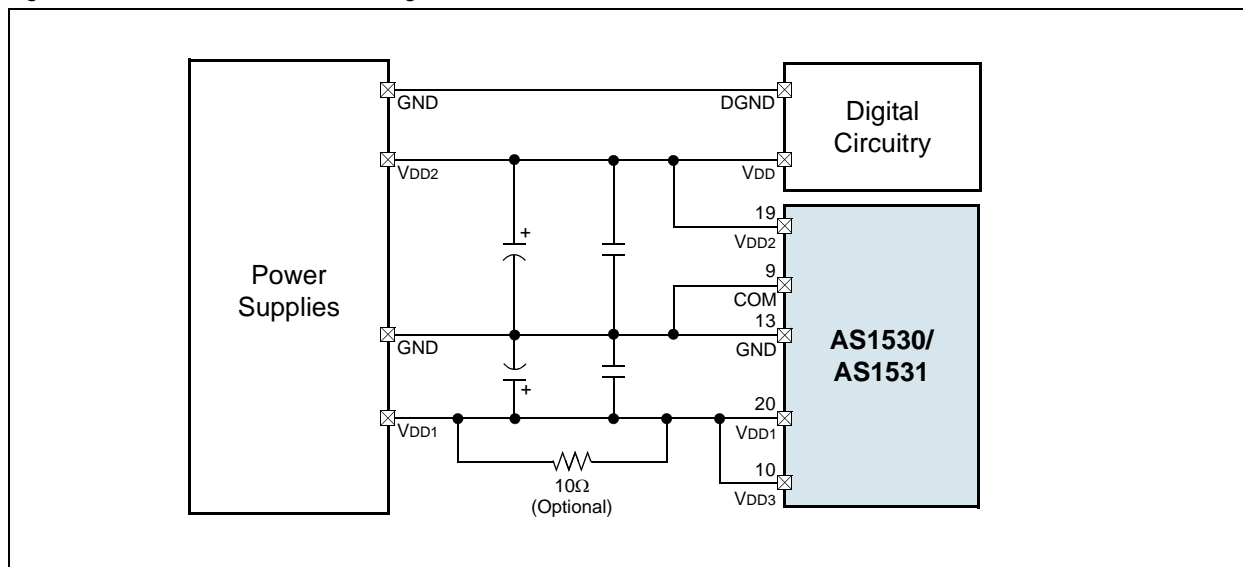 GND
DGND
Digital
Circuitry
VDD2
VDD
19
VDD2
+
9
COM
Power
Supplies
13
GND
GND
AS1530/
AS1531
+
20
VDD1
VDD1
10
VDD3
10Ω
(Optional)